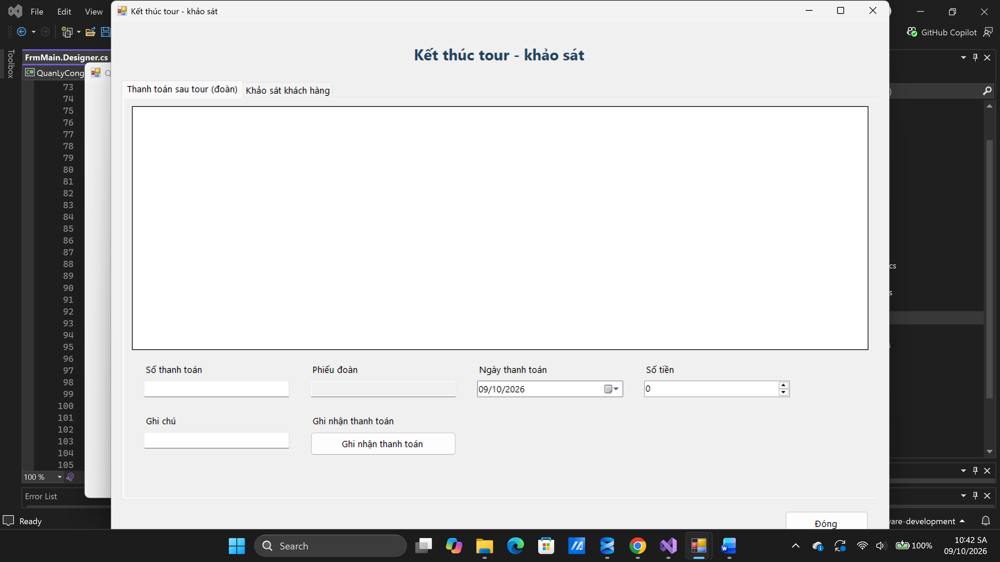 File Edit View
Kết thúc tour - khảo sát
GitHub Copilot
Toolbox
FrmMain.Designer.cs
QuanLyCong
Q
Kết thúc tour - khảo sát
Thanh toán sau tour (đoàn) Khảo sát khách hàng
)
73
74
75
76
77
78
79
80
81
82
83
84
85
86
87
88
89
90
91
92
93
94
95
96
97
98
99
100
101
102
103
104
105
cs
s
s
Số thanh toán Phiếu đoàn Ngày thanh toán Số tiền
09/10/2026 0
Ghi chú Ghi nhận thanh toán
Ghi nhận thanh toán
100 %
Error List
Đóng
Ready
are-development
Search
100%
10:42 SA
09/10/2026